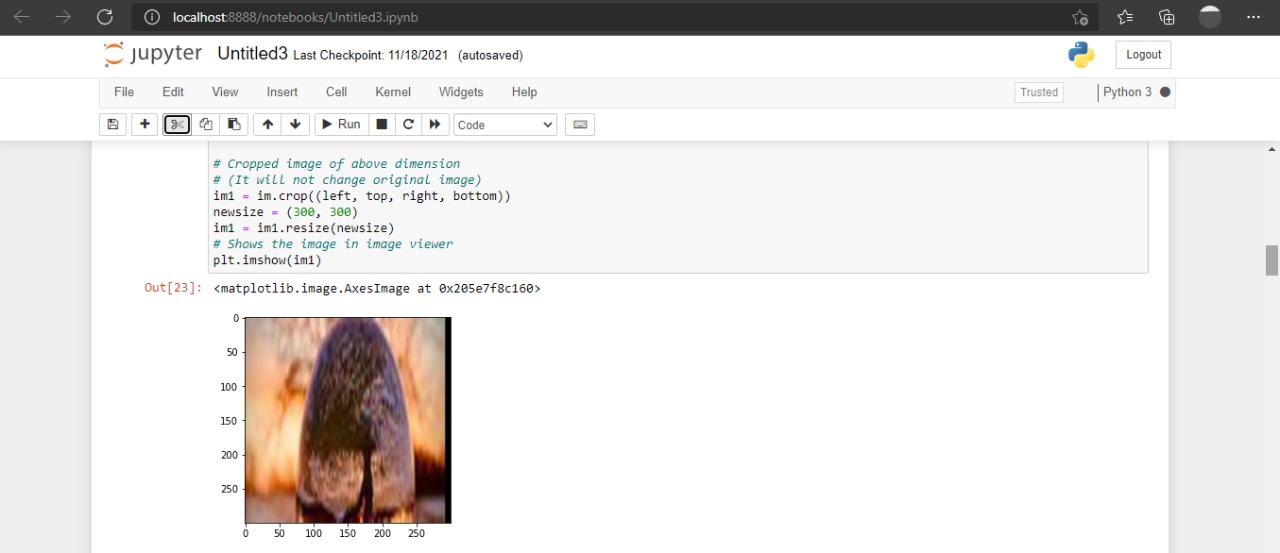 localhost:8888/notebooks/Untitled3.ipynb
jupyter Untitled3 Last Checkpoint: 11/18/2021 (autosaved)
Logout
File Edit View Insert Cell Kernel Widgets Help
Trusted
Python 3
Run
Code
# Cropped image of above dimension
# (It will not change original image)
im1 = im.crop((left, top, right, bottom))
newsize = (300, 300)
im1 = im1.resize(newsize)
# Shows the image in image viewer
plt.imshow(im1)
Out[23]: <matplotlib.image.AxesImage at 0x205e7f8c160>
0
50
100
150
200
250
0 50 100 150 200 250